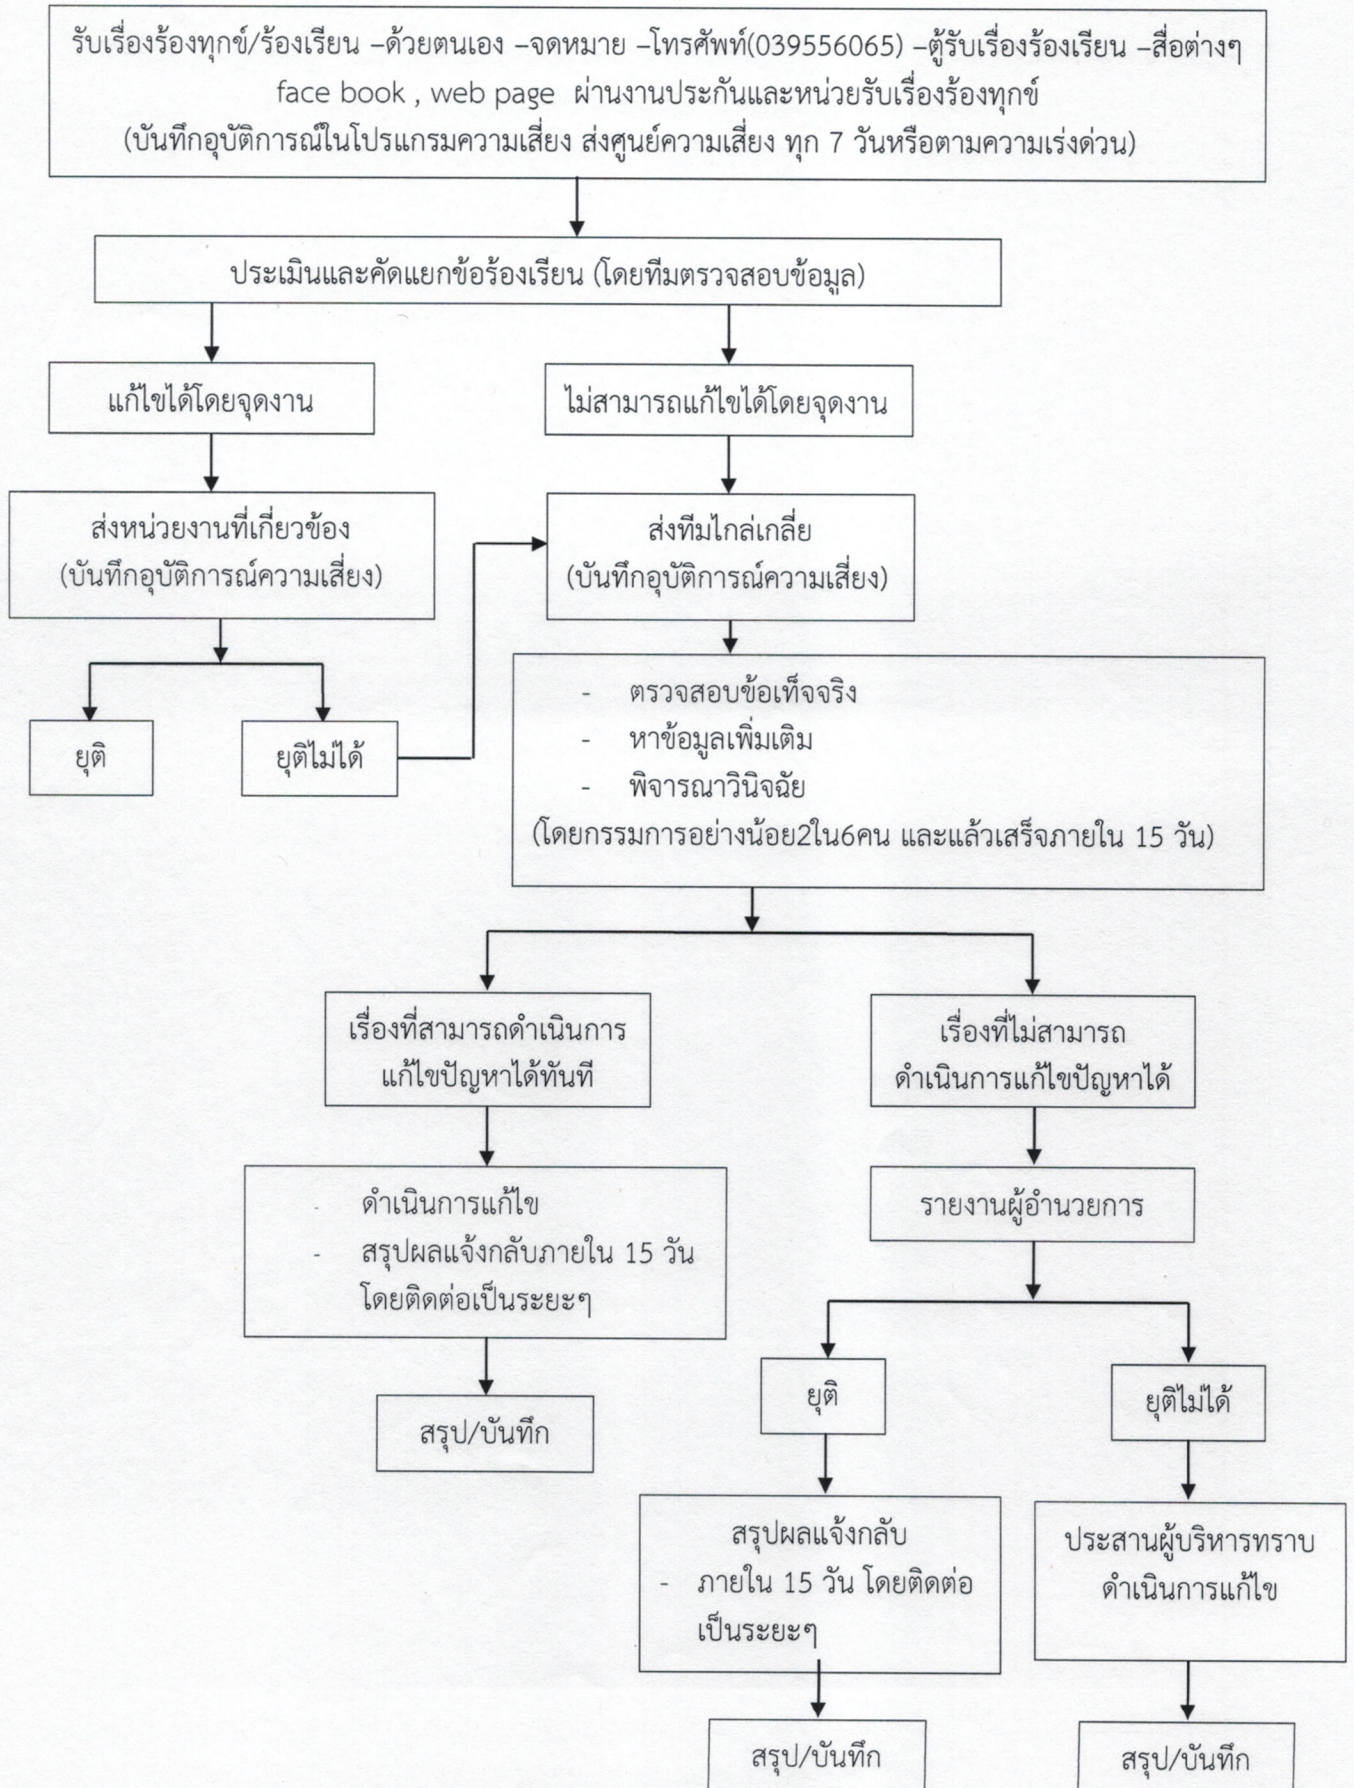 รับเรื่องร้องทุกข์/ร้องเรียน –ด้วยตนเอง –จดหมาย –โทรศัพท์(039556065) –ตู้รับเรื่องร้องเรียน –สื่อต่างๆ
face book , web page ผ่านงานประกันและหน่วยรับเรื่องร้องทุกข์
(บันทึกอุบัติการณ์ในโปรแกรมความเสี่ยง ส่งศูนย์ความเสี่ยง ทุก 7 วันหรือตามความเร่งด่วน)
ประเมินและคัดแยกข้อร้องเรียน (โดยทีมตรวจสอบข้อมูล)
แก้ไขได้โดยจุดงาน
ไม่สามารถแก้ไขได้โดยจุดงาน
ส่งหน่วยงานที่เกี่ยวข้อง
(บันทึกอุบัติการณ์ความเสี่ยง)
ส่งทีมไกล่เกลี่ย
(บันทึกอุบัติการณ์ความเสี่ยง)
ยุติ
ยุติไม่ได้
- ตรวจสอบข้อเท็จจริง
- หาข้อมูลเพิ่มเติม
- พิจารณาวินิจฉัย
(โดยกรรมการอย่างน้อย2ใน6คน และแล้วเสร็จภายใน 15 วัน)
เรื่องที่สามารถดำเนินการ
แก้ไขปัญหาได้ทันที
เรื่องที่ไม่สามารถ
ดำเนินการแก้ไขปัญหาได้
- ดำเนินการแก้ไข
- สรุปผลแจ้งกลับภายใน 15 วัน
โดยติดต่อเป็นระยะๆ
รายงานผู้อำนวยการ
สรุป/บันทึก
ยุติ
ยุติไม่ได้
สรุปผลแจ้งกลับ
- ภายใน 15 วัน โดยติดต่อ
เป็นระยะๆ
ประสานผู้บริหารทราบ
ดำเนินการแก้ไข
สรุป/บันทึก
สรุป/บันทึก